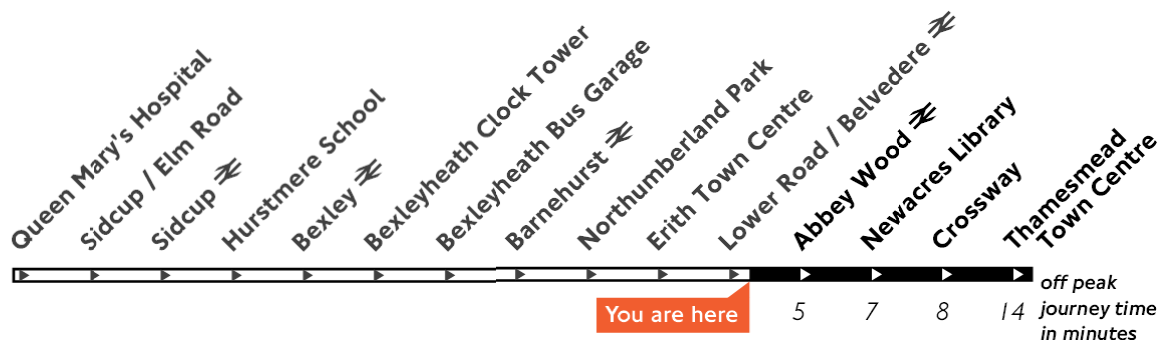 Queen Mary's Hospital
Sidcup / Elm Road
Sidcup
Hurstmere School
Bexley
Bexleyheath Clock Tower
Bexleyheath Bus Garage
Barnehurst
Northumberland Park
Erith Town Centre
Lower Road / Belvedere
Abbey Wood
Newacres Library
Crossway
Thamesmead
Town Centre
You are here
5 7 8 14
off peak
journey time
in minutes